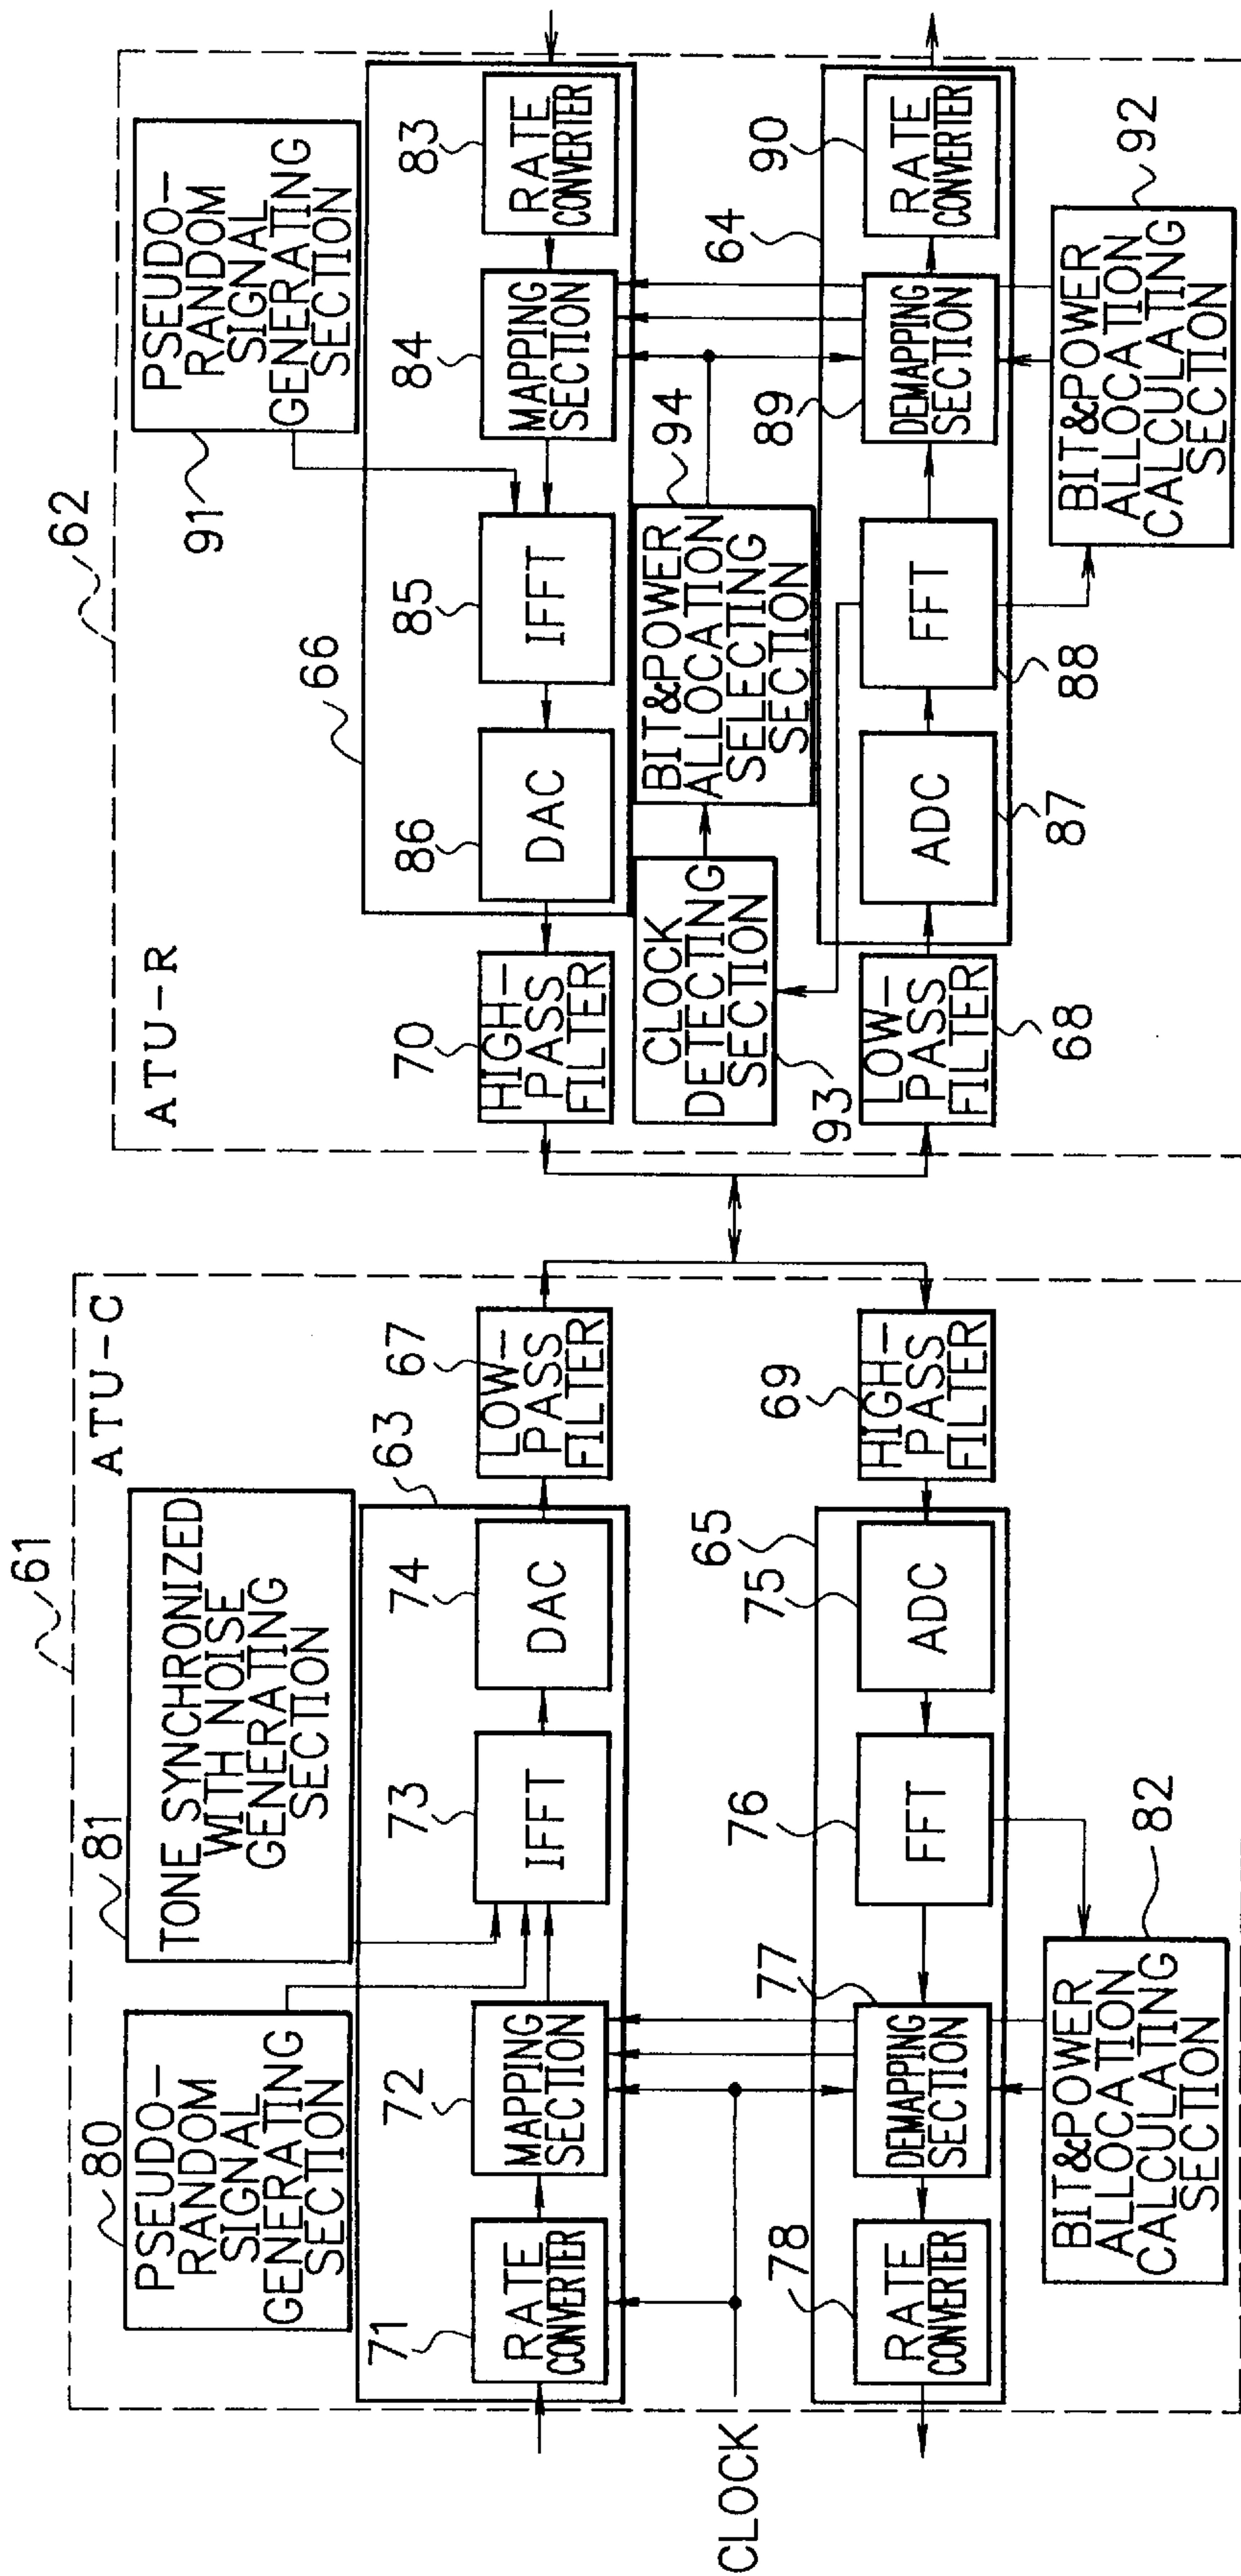 61
ATU-C
80
PSEUDO-
RANDOM
SIGNAL
GENERATING
SECTION
81
TONE SYNCHRONIZED
WITH NOISE
GENERATING
SECTION
63
71
RATE
CONVERTER
72
MAPPING
SECTION
73
IFFT
74
DAC
67
LOW-
PASS
FILTER
CLOCK
65
78
RATE
CONVERTER
77
DEMAPPING
SECTION
76
FFT
75
ADC
69
HIGH-
PASS
FILTER
82
BIT&POWER
ALLOCATION
CALCULATING
SECTION
62
ATU-R
91
PSEUDO-
RANDOM
SIGNAL
GENERATING
SECTION
66
70
HIGH-
PASS
FILTER
86
DAC
85
IFFT
84
MAPPING
SECTION
83
RATE
CONVERTER
93
CLOCK
DETECTING
SECTION
94
BIT&POWER
ALLOCATION
SELECTING
SECTION
64
68
LOW-
PASS
FILTER
87
ADC
88
FFT
89
DEMAPPING
SECTION
90
RATE
CONVERTER
92
BIT&POWER
ALLOCATION
CALCULATING
SECTION